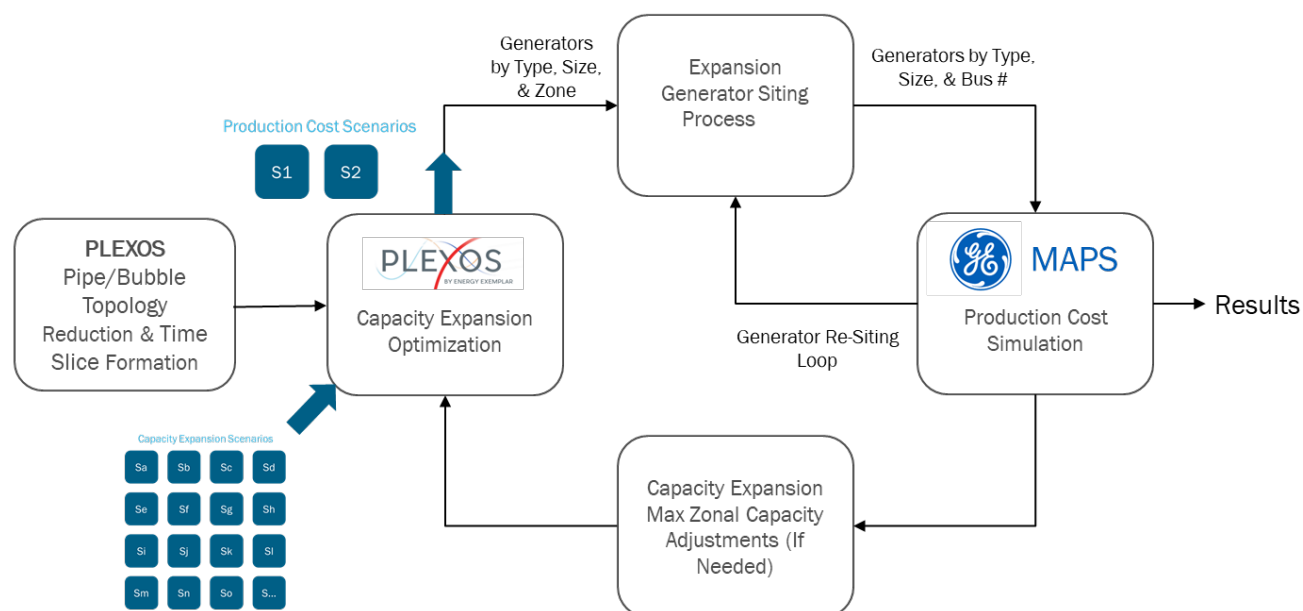 Generators
by Type, Size,
& Zone
Expansion
Generator Siting
Process
Generators by Type,
Size, & Bus #
Production Cost Scenarios
S1 S2
PLEXOS
Pipe/Bubble
Topology
Reduction & Time
Slice Formation
PLEXOS
BY ENERGY EXEMPLAR
Capacity Expansion
Optimization
GE MAPS
Production Cost
Simulation
Results
Generator Re-Siting
Loop
Capacity Expansion Scenarios
Sa Sb Sc Sd
Se Sf Sg Sh
Si Sj Sk Sl
Sm Sn So S...
Capacity Expansion
Max Zonal Capacity
Adjustments (If
Needed)